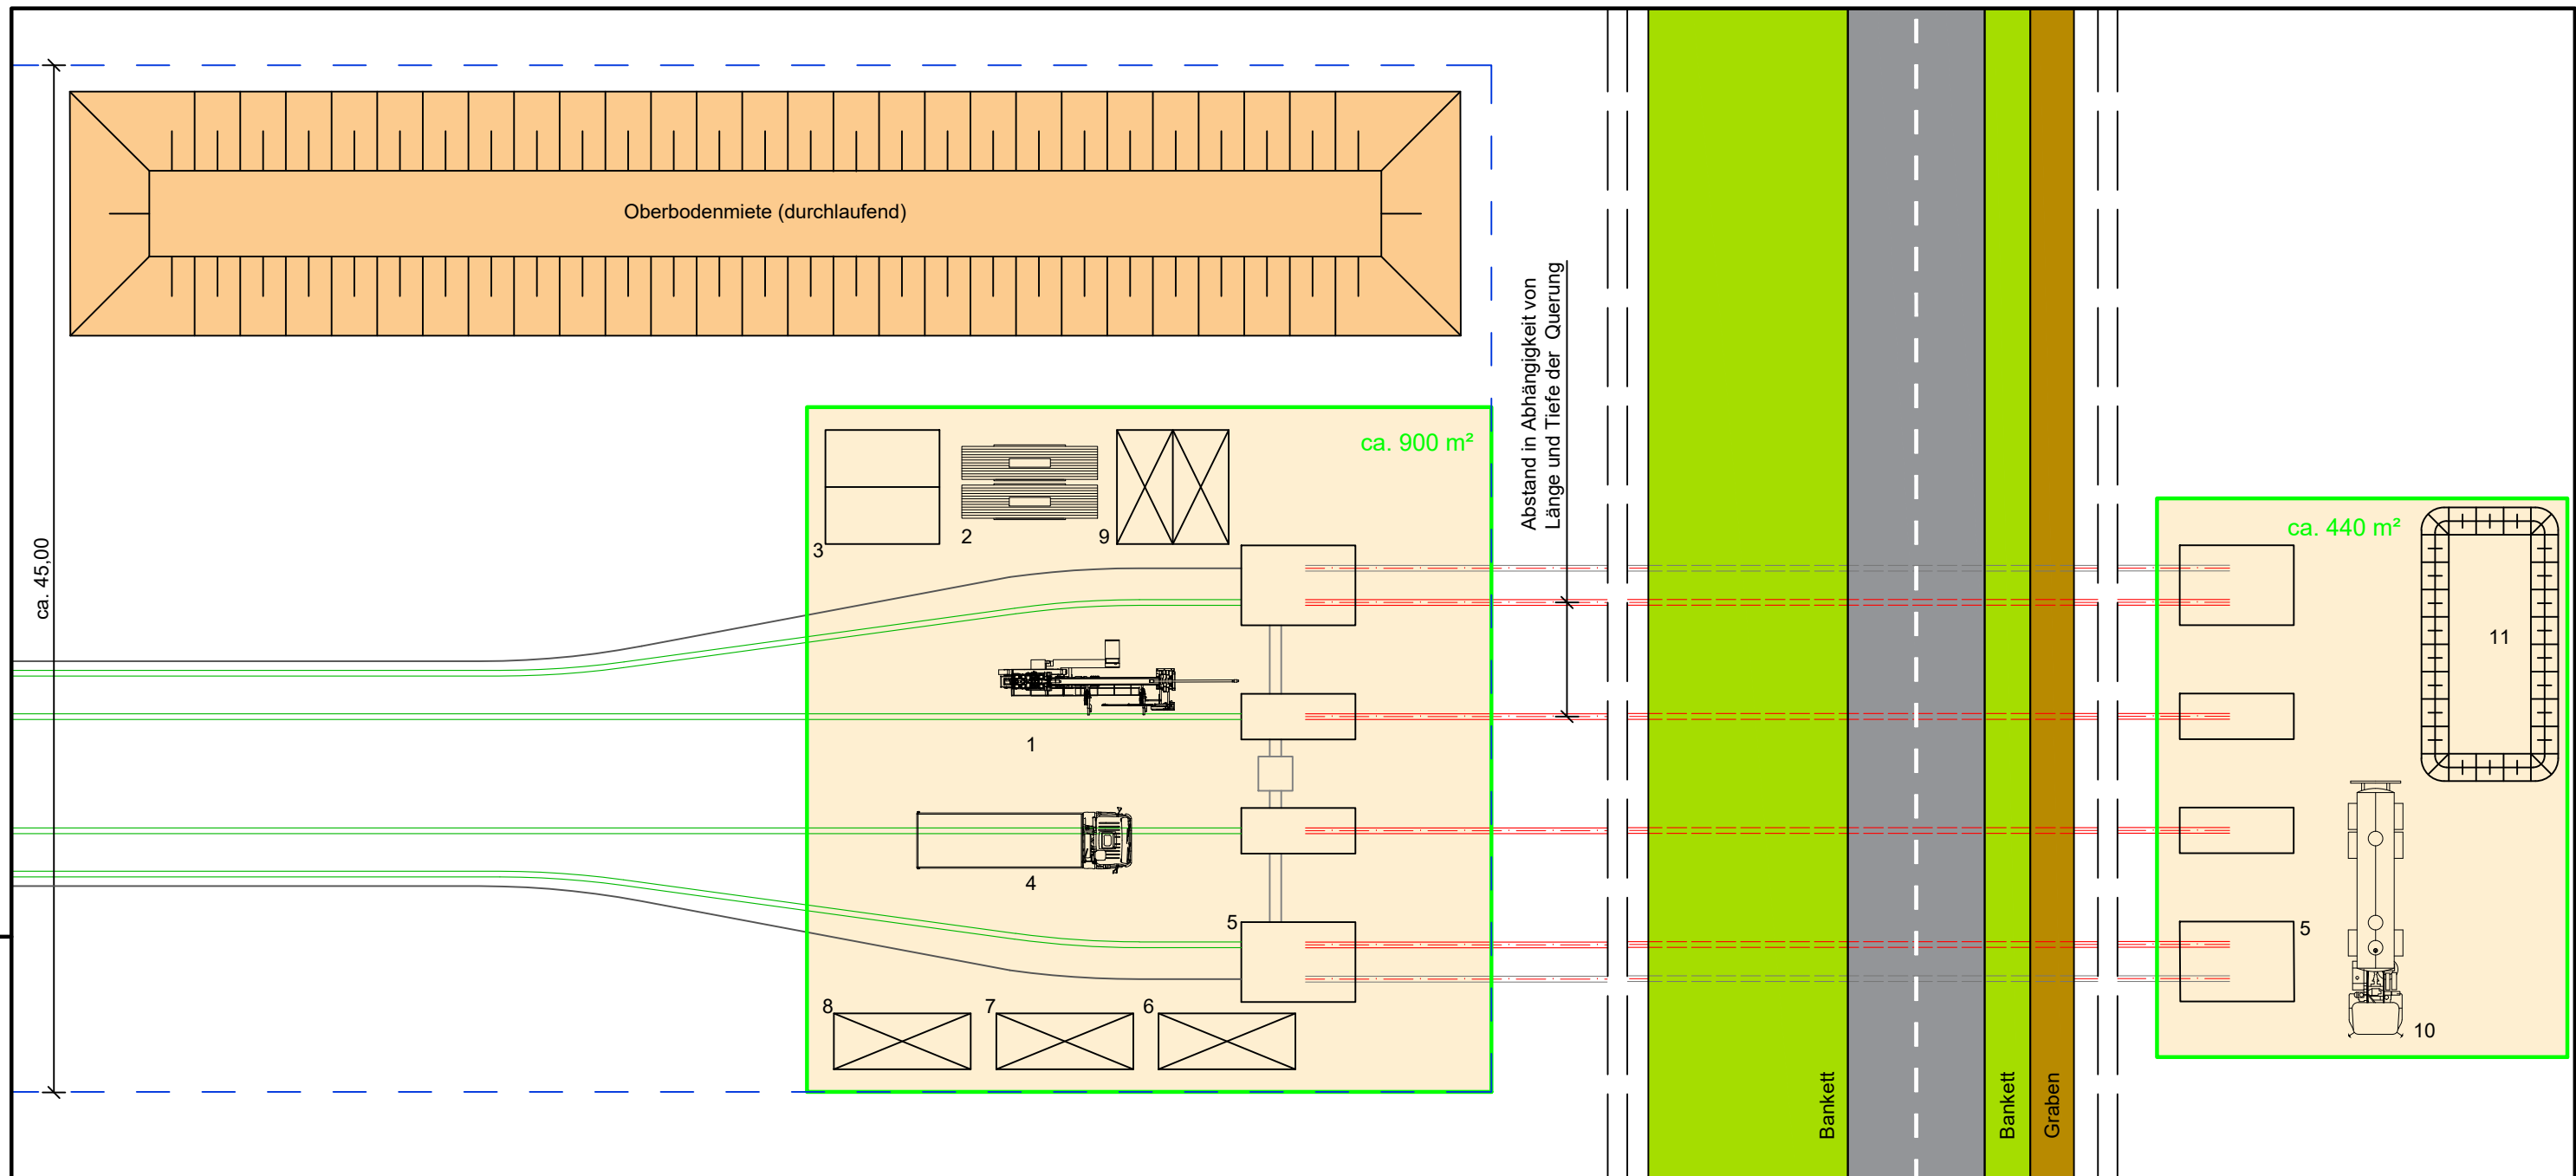 Oberbodenmiete (durchlaufend)
ca. 45,00
Abstand in Abhängigkeit von
Länge und Tiefe der Querung
ca. 900 m²
ca. 440 m²
3
2
9
11
1
4
5
5
8
7
6
10
Bankett
Bankett
Graben